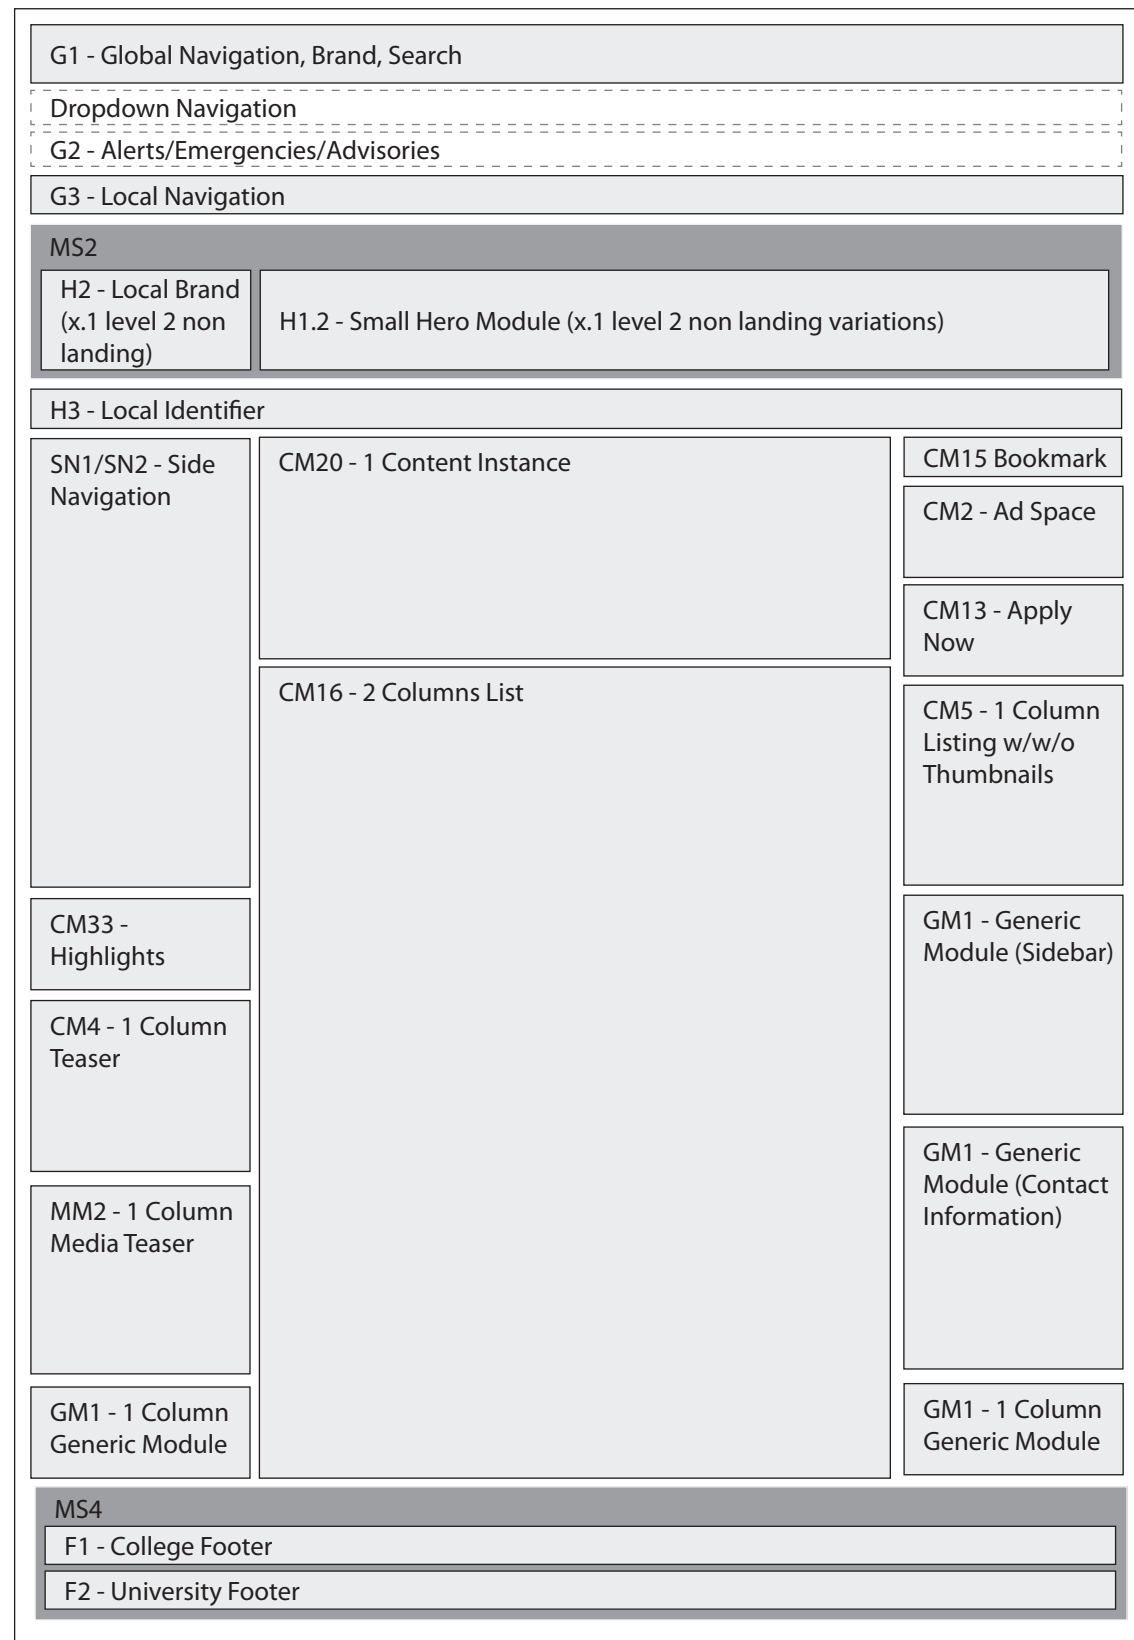 G1 - Global Navigation, Brand, Search
Dropdown Navigation
G2 - Alerts/Emergencies/Advisories
G3 - Local Navigation
MS2
H2 - Local Brand
(x.1 level 2 non
landing)
H1.2 - Small Hero Module (x.1 level 2 non landing variations)
H3 - Local Identifier
SN1/SN2 - Side
Navigation
CM33 -
Highlights
CM4 - 1 Column
Teaser
MM2 - 1 Column
Media Teaser
GM1 - 1 Column
Generic Module
CM20 - 1 Content Instance
CM16 - 2 Columns List
CM15 Bookmark
CM2 - Ad Space
CM13 - Apply
Now
CM5 - 1 Column
Listing w/w/o
Thumbnails
GM1 - Generic
Module (Sidebar)
GM1 - Generic
Module (Contact
Information)
GM1 - 1 Column
Generic Module
MS4
F1 - College Footer
F2 - University Footer